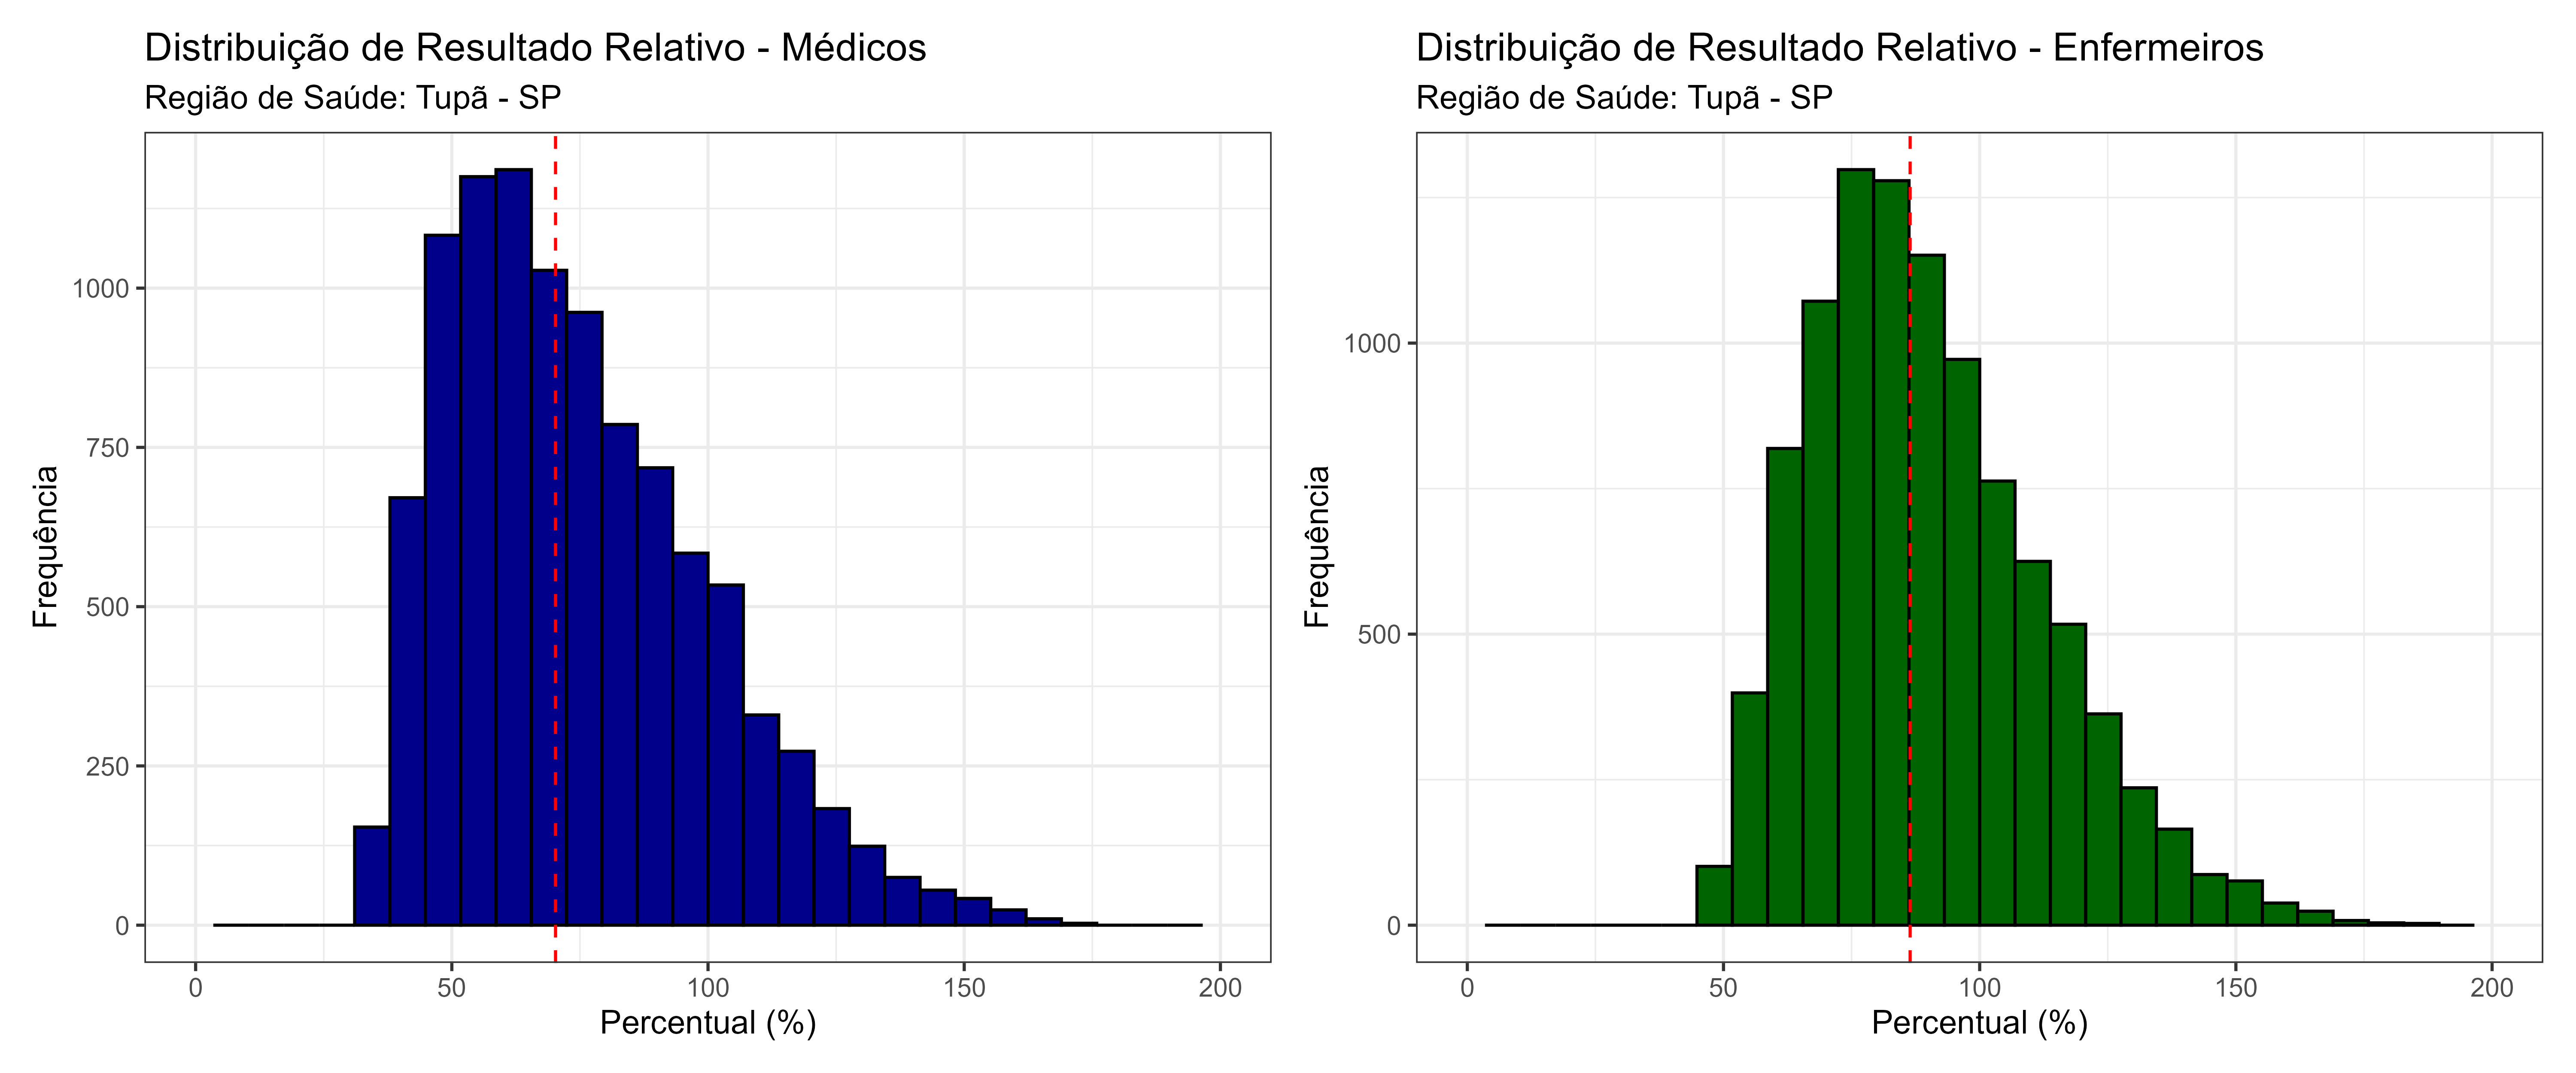 Distribuição de Resultado Relativo - Médicos
Região de Saúde: Tupã - SP
Frequência
1000
750
500
250
0
0 50 100 150 200
Percentual (%)
Distribuição de Resultado Relativo - Enfermeiros
Região de Saúde: Tupã - SP
Frequência
1000
500
0
0 50 100 150 200
Percentual (%)